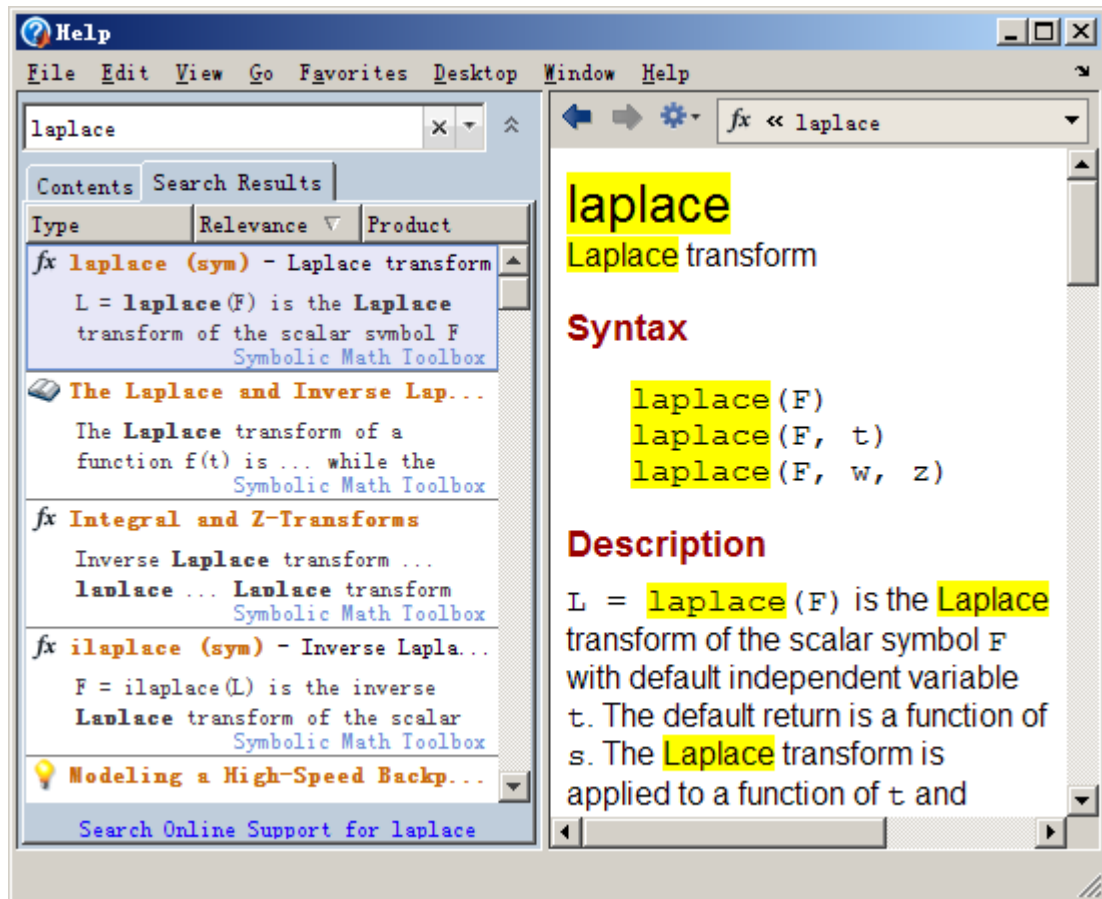 Help
File Edit View Go Favorites Desktop Window Help
laplace
Contents Search Results
Type Relevance Product
fx laplace (sym) - Laplace transform
L = laplace(F) is the Laplace
transform of the scalar symbol F
Symbolic Math Toolbox
The Laplace and Inverse Lap...
The Laplace transform of a
function f(t) is ... while the
Symbolic Math Toolbox
fx Integral and Z-Transforms
Inverse Laplace transform ...
laplace ... Laplace transform
Symbolic Math Toolbox
fx ilaplace (sym) - Inverse Lapla...
F = ilaplace(L) is the inverse
Laplace transform of the scalar
Symbolic Math Toolbox
Modeling a High-Speed Backp...
Search Online Support for laplace
fx « laplace
laplace
Laplace transform
Syntax
laplace(F)
laplace(F, t)
laplace(F, w, z)
Description
L = laplace(F) is the Laplace
transform of the scalar symbol F
with default independent variable
t. The default return is a function of
s. The Laplace transform is
applied to a function of t and